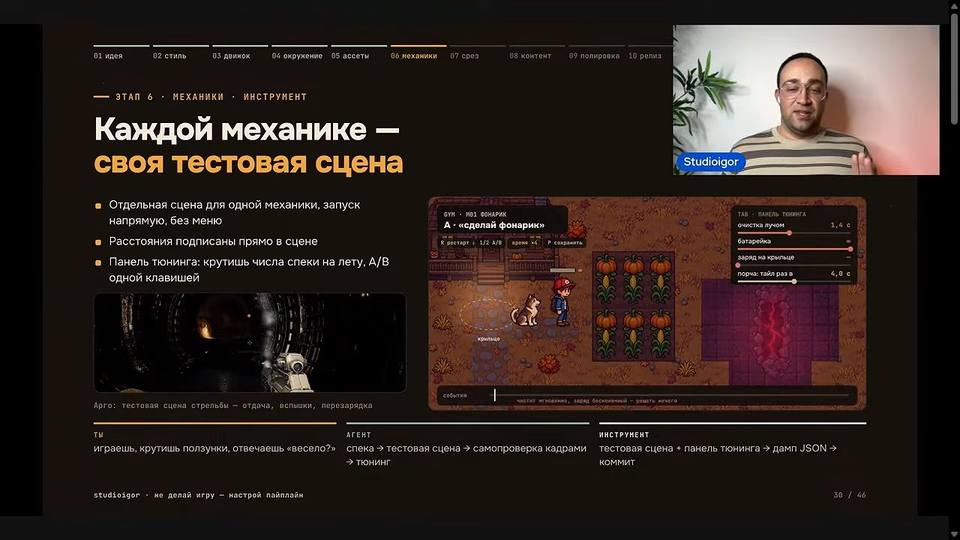 01 идея 02 стиль 03 движок 04 окружение 05 ассеты 06 механики 07 срез 08 контент 09 полировка 10 релиз
ЭТАП 6 · МЕХАНИКИ · ИНСТРУМЕНТ
Каждой механике —
своя тестовая сцена
Studioigor
Отдельная сцена для одной механики, запуск
напрямую, без меню
Расстояния подписаны прямо в сцене
Панель тюнинга: крутишь числа спеки на лету, A/B
одной клавишей
GYM · M01 ФОНАРИК
A · «сделай фонарик»
R рестарт 1/2 A/B время ×4 P сохранить
TAB · ПАНЕЛЬ ТЮНИНГА
очистка лучом 1,4 с
батарейка ∞
заряд на крыльце —
порча: тайл раз в 4,0 с
крыльцо
события
чистит мгновенно, заряд бесконечный — решать нечего
Арго: тестовая сцена стрельбы — отдача, вспышки, перезарядка
ТЫ
играешь, крутишь ползунки, отвечаешь «весело?»
АГЕНТ
спека → тестовая сцена → самопроверка кадрами
→ тюнинг
ИНСТРУМЕНТ
тестовая сцена + панель тюнинга → дамп JSON →
коммит
studioigor · не делай игру — настрой пайплайн
30 / 46